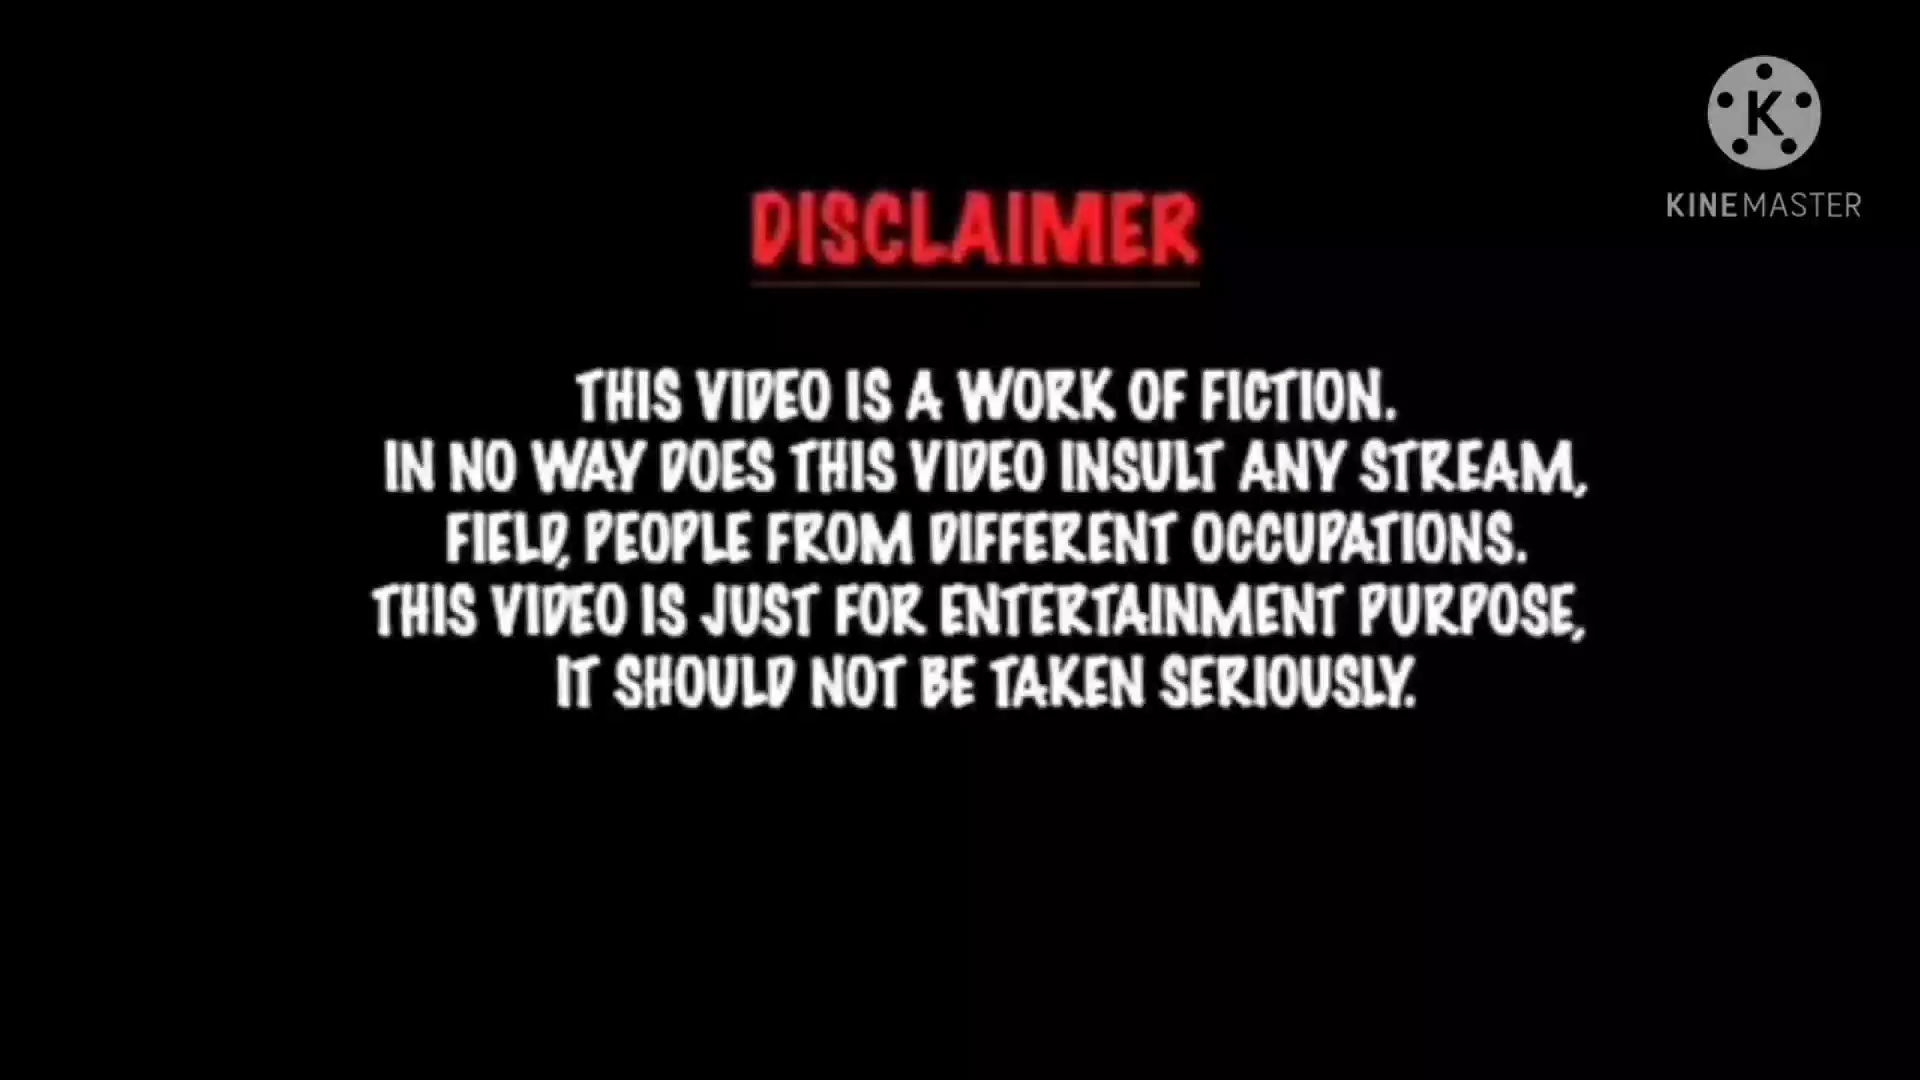 K
KINEMASTER
DISCLAIMER
THIS VIDEO IS A WORK OF FICTION.
IN NO WAY DOES THIS VIDEO INSULT ANY STREAM,
FIELD, PEOPLE FROM DIFFERENT OCCUPATIONS.
THIS VIDEO IS JUST FOR ENTERTAINMENT PURPOSE,
IT SHOULD NOT BE TAKEN SERIOUSLY.